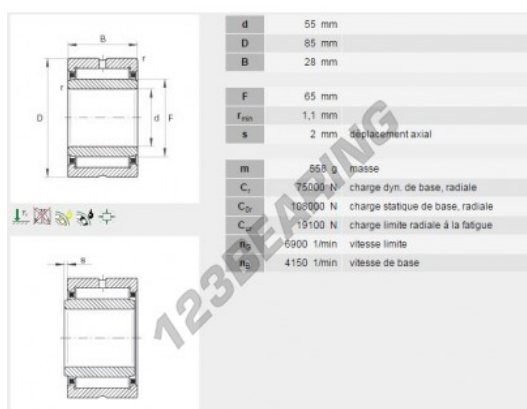 B
r
r
D
d
F
s
d 55 mm
D 85 mm
B 28 mm
F 65 mm
rmin 1,1 mm
s 2 mm déplacement axial
m 558 g masse
Cr 75000 N charge dyn. de base, radiale
C0r 108000 N charge statique de base, radiale
Cur 19100 N charge limite radiale à la fatigue
nG 6900 1/min vitesse limite
nB 4150 1/min vitesse de base
123BEARING